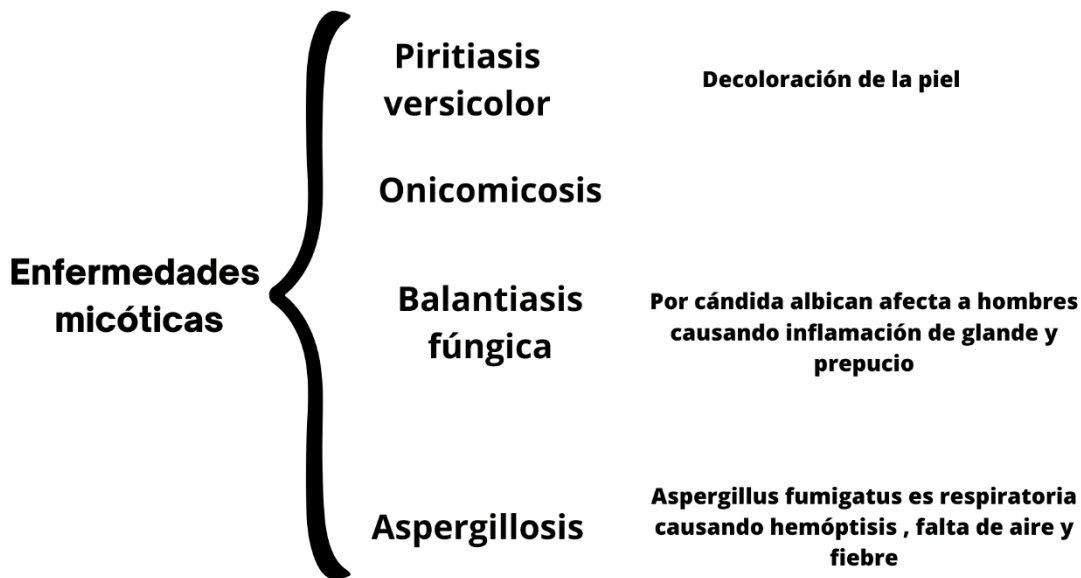 Enfermedades
micóticas
Piritiasis
versicolor
Decoloración de la piel
Onicomicosis
Balantiasis
fúngica
Por cándida albican afecta a hombres
causando inflamación de glande y
prepucio
Aspergillosis
Aspergillus fumigatus es respiratoria
causando hemóptisis , falta de aire y
fiebre